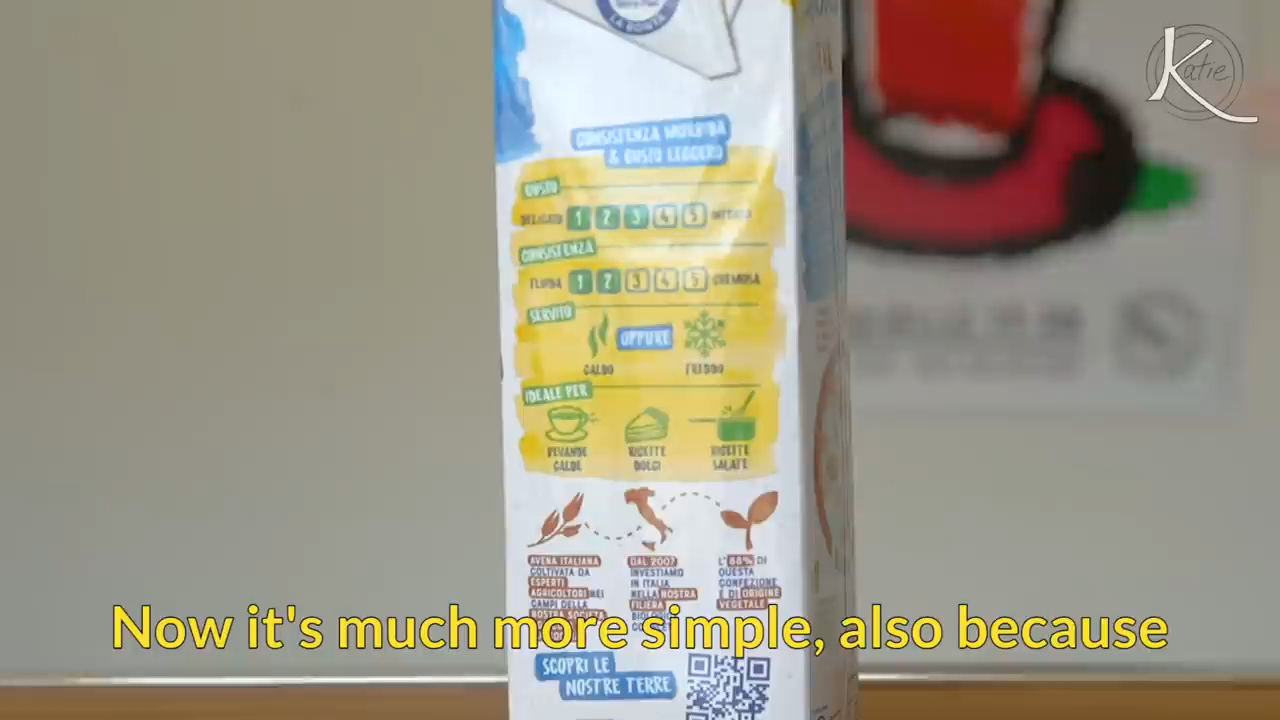 LA BONTÀ
Katie
CONSISTENZA MORBIDA
& GUSTO LEGGERO
GUSTO
DELICATO 1 2 3 4 5 INTENSO
CONSISTENZA
FLUIDA 1 2 3 4 5 CREMOSA
SERVITO
OPPURE
CALDO FREDDO
IDEALE PER
BEVANDE RICETTE RICETTE
CALDE DOLCI SALATE
AVENA ITALIANA
COLTIVATA DA
ESPERTI
AGRICOLTORI NEI
CAMPI DELLA
NOSTRA SOCIETÀ
DAL 2007
INVESTIAMO
IN ITALIA
NELLA NOSTRA
FILIERA
L'88% DI
QUESTA
CONFEZIONE
È DI ORIGINE
VEGETALE
Now it's much more simple, also because
SCOPRI LE
NOSTRE TERRE